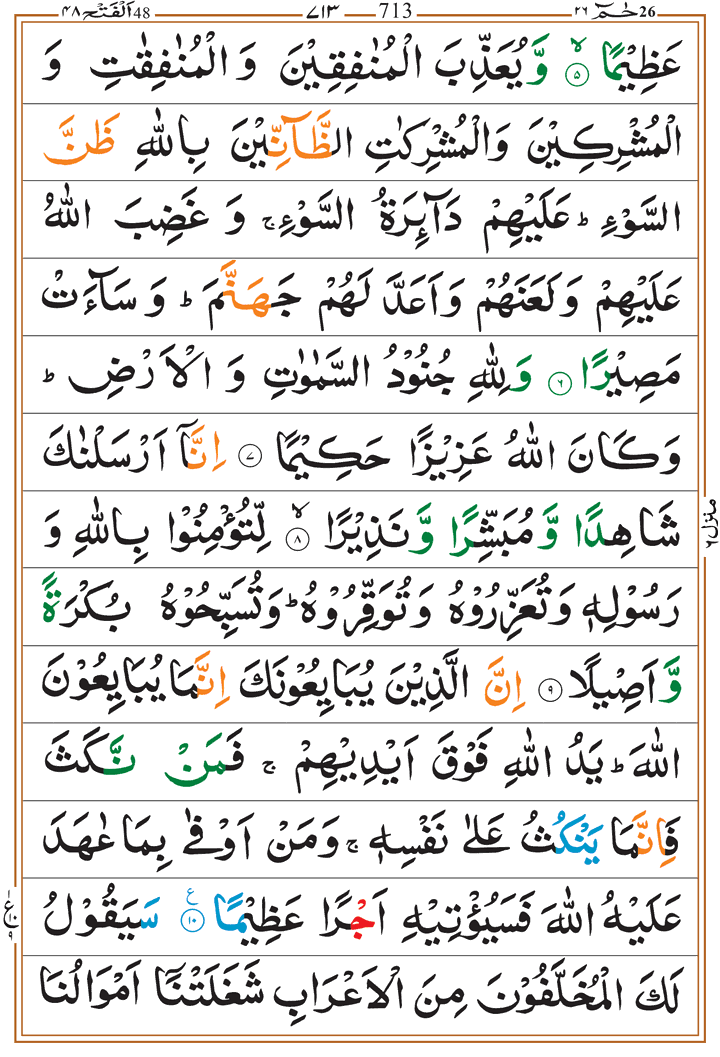 حٰمٓ 26 ٢٦ 713 ٧١٣ اَلْفَتْح 48 ٤٨
عَظِيْمًا ۙ‏﴿۵﴾ وَّ يُعَذِّبَ الْمُنٰفِقِيْنَ وَ الْمُنٰفِقٰتِ وَ
الْمُشْرِكِيْنَ وَالْمُشْرِكٰتِ الظَّآنِّيْنَ بِاللّٰهِ ظَنَّ
السَّوْءِ ؕ عَلَيْهِمْ دَآئِرَةُ السَّوْءِ ۚ وَ غَضِبَ اللّٰهُ
عَلَيْهِمْ وَلَعَنَهُمْ وَاَعَدَّ لَهُمْ جَهَنَّمَ ؕ وَ سَآءَتْ
مَصِيْرًا ﴿۶﴾ وَلِلّٰهِ جُنُوْدُ السَّمٰوٰتِ وَ الْاَرْضِ ؕ
وَكَانَ اللّٰهُ عَزِيْزًا حَكِيْمًا ﴿۷﴾ اِنَّاۤ اَرْسَلْنٰكَ
شَاهِدًا وَّ مُبَشِّرًا وَّ نَذِيْرًا ۙ‏﴿۸﴾ لِّتُؤْمِنُوْا بِاللّٰهِ وَ
رَسُوْلِهٖ وَتُعَزِّرُوْهُ وَتُوَقِّرُوْهُ ؕ وَتُسَبِّحُوْهُ بُكْرَةً
وَّ اَصِيْلًا ﴿۹﴾ اِنَّ الَّذِيْنَ يُبَايِعُوْنَكَ اِنَّمَا يُبَايِعُوْنَ
اللّٰهَ ؕ يَدُ اللّٰهِ فَوْقَ اَيْدِيْهِمْ ۚ فَمَنْ نَّكَثَ
فَاِنَّمَا يَنْكُثُ عَلٰى نَفْسِهٖ ۚ وَمَنْ اَوْفٰى بِمَا عٰهَدَ
عَلَيْهُ اللّٰهَ فَسَيُؤْتِيْهِ اَجْرًا عَظِيْمًا ﴿۱۰﴾ ع سَيَقُوْلُ
لَكَ الْمُخَلَّفُوْنَ مِنَ الْاَعْرَابِ شَغَلَتْنَاۤ اَمْوَالُنَا
منزل ٦
ع ١٠ ٩